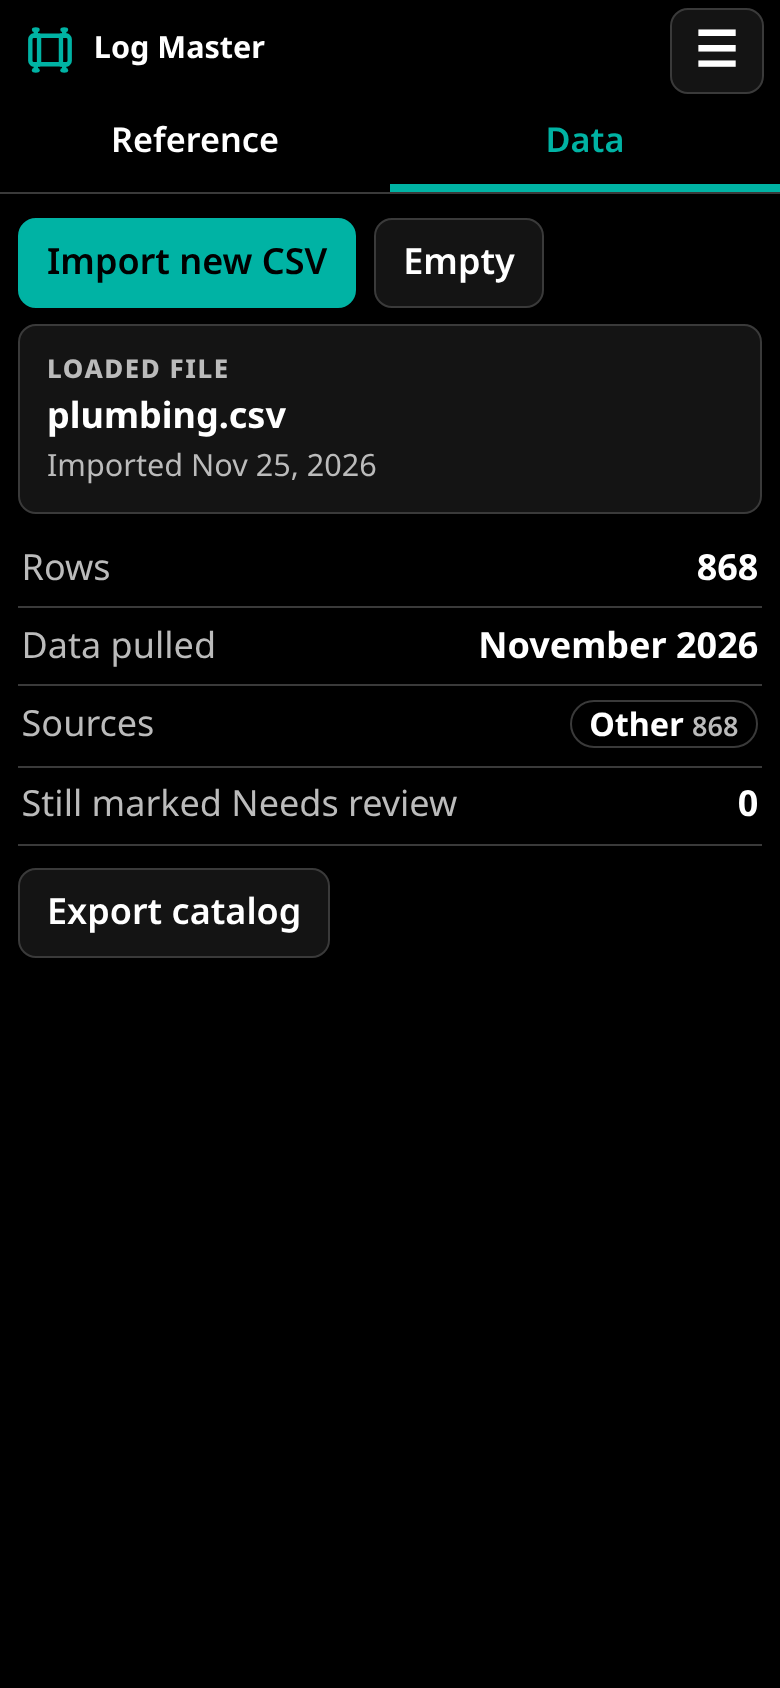 Log Master
Reference
Data
Import new CSV
Empty
LOADED FILE
plumbing.csv
Imported Nov 25, 2026
Rows
868
Data pulled
November 2026
Sources
Other 868
Still marked Needs review
0
Export catalog